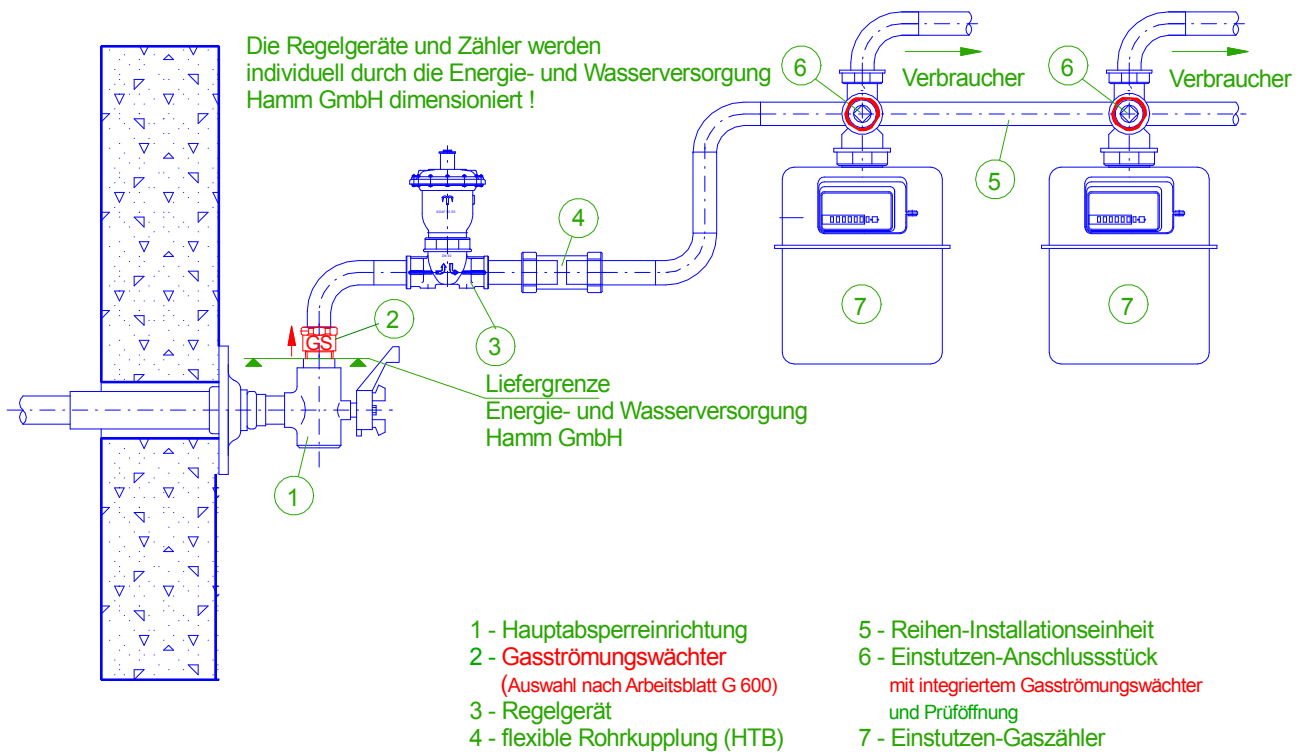 Die Regelgeräte und Zähler werden
individuell durch die Energie- und Wasserversorgung
Hamm GmbH dimensioniert !
6
Verbraucher
6
Verbraucher
5
4
7
7
2
GS
3
Liefergrenze
Energie- und Wasserversorgung
Hamm GmbH
1
1 - Hauptabsperreinrichtung
2 - Gasströmungswächter
(Auswahl nach Arbeitsblatt G 600)
3 - Regelgerät
4 - flexible Rohrkupplung (HTB)
5 - Reihen-Installationseinheit
6 - Einstutzen-Anschlussstück
mit integriertem Gasströmungswächter
und Prüföffnung
7 - Einstutzen-Gaszähler